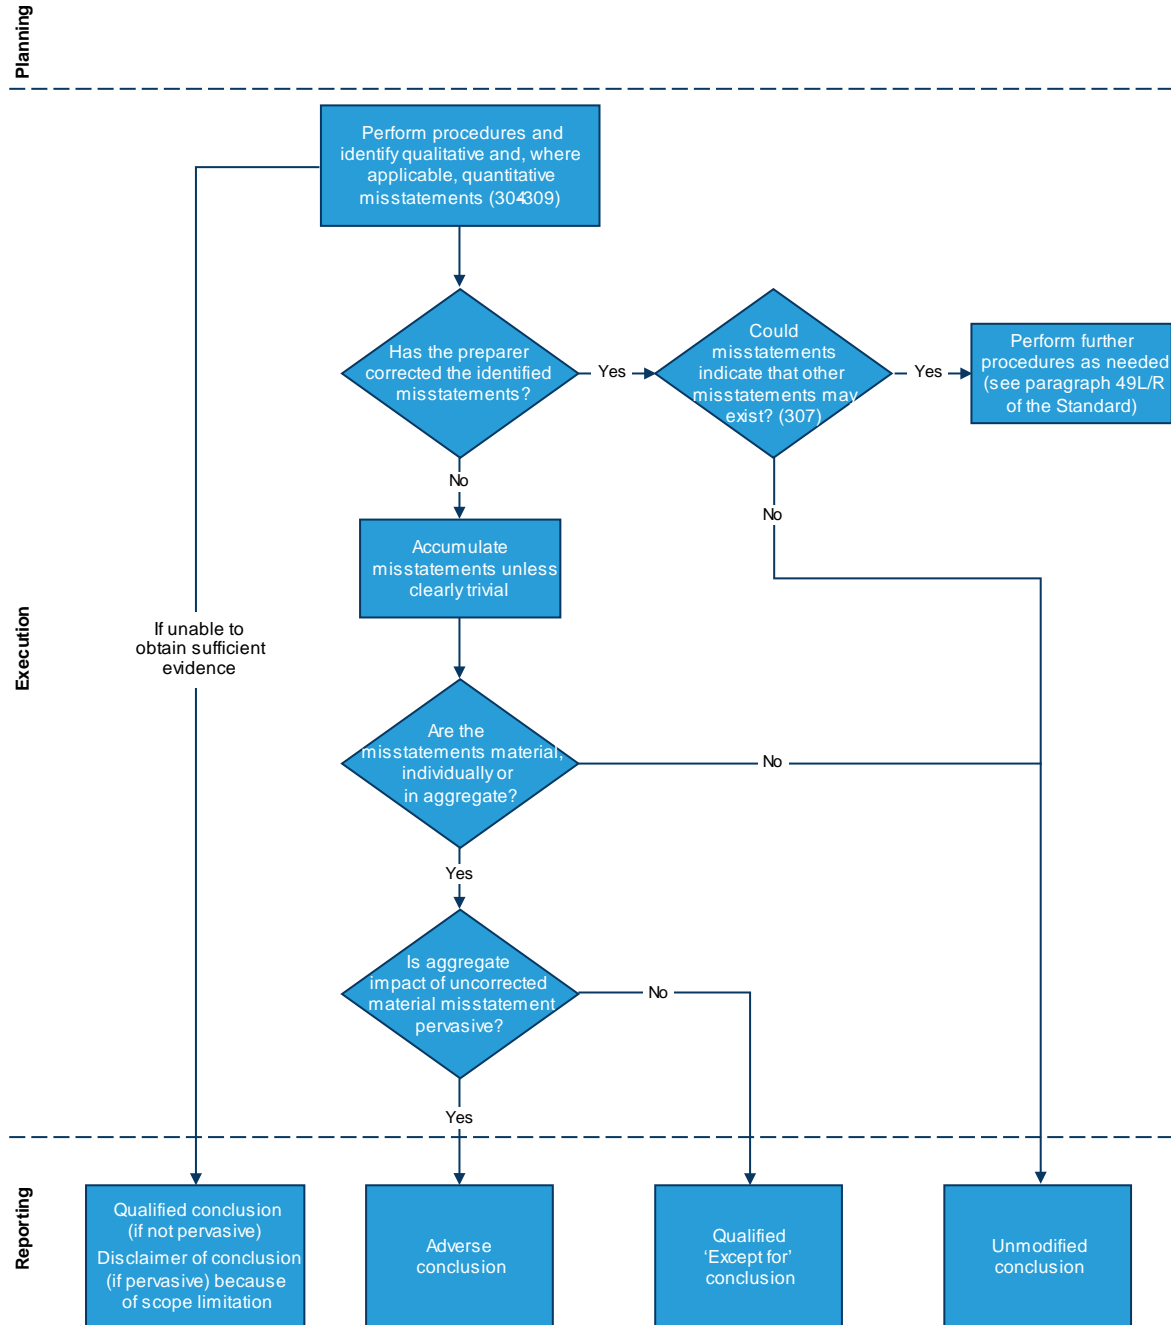 Planning
Perform procedures and
identify qualitative and, where
applicable, quantitative
misstatements (304-309)
Has the preparer
corrected the identified
misstatements?
Yes
Could
misstatements
indicate that other
misstatements may
exist? (307)
Yes
Perform further
procedures as needed
(see paragraph 49L/R
of the Standard)
No
No
Accumulate
misstatements unless
clearly trivial
Execution
If unable to
obtain sufficient
evidence
Are the
misstatements material,
individually or
in aggregate?
No
Yes
Is aggregate
impact of uncorrected
material misstatement
pervasive?
No
Yes
Reporting
Qualified conclusion
(if not pervasive)
Disclaimer of conclusion
(if pervasive) because
of scope limitation
Adverse
conclusion
Qualified
‘Except for’
conclusion
Unmodified
conclusion